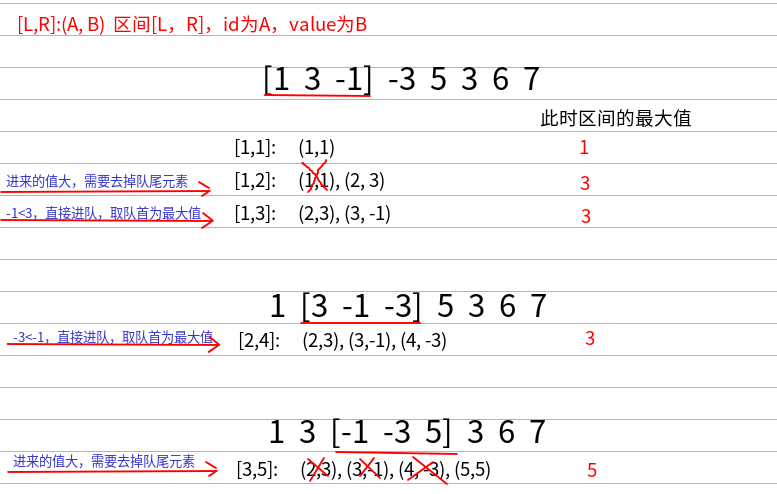 [L,R]:(A, B) 区间[L，R]，id为A，value为B
[1 3 -1] -3 5 3 6 7
此时区间的最大值
[1,1]: (1,1) 1
进来的值大，需要去掉队尾元素 [1,2]: (1,1), (2, 3) 3
-1<3，直接进队，取队首为最大值 [1,3]: (2,3), (3, -1) 3
1 [3 -1 -3] 5 3 6 7
-3<-1，直接进队，取队首为最大值 [2,4]: (2,3), (3,-1), (4, -3) 3
1 3 [-1 -3 5] 3 6 7
进来的值大，需要去掉队尾元素 [3,5]: (2,3), (3,-1), (4, -3), (5,5) 5